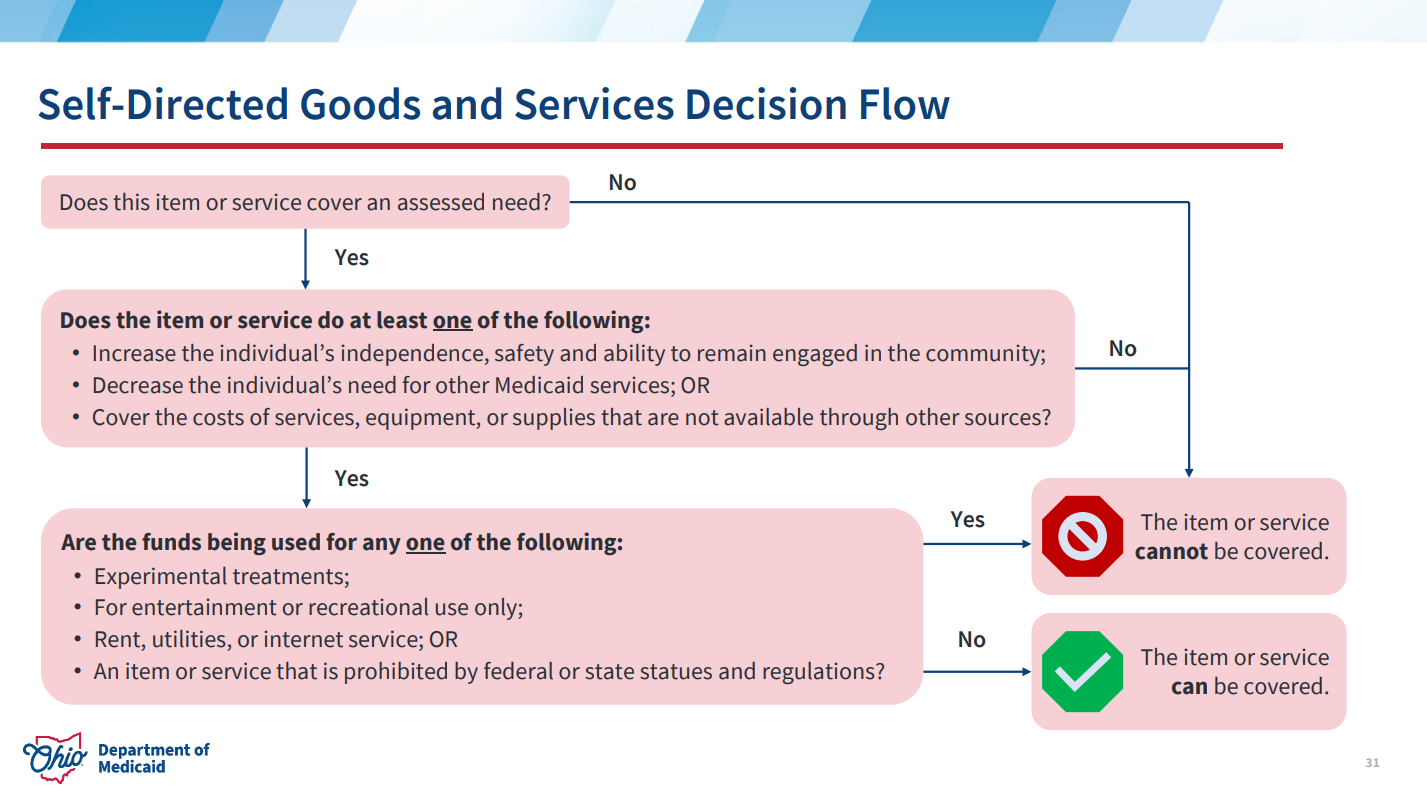 Self-Directed Goods and Services Decision Flow
Does this item or service cover an assessed need?
No
Yes
Does the item or service do at least one of the following:
• Increase the individual’s independence, safety and ability to remain engaged in the community;
• Decrease the individual’s need for other Medicaid services; OR
• Cover the costs of services, equipment, or supplies that are not available through other sources?
No
Yes
Are the funds being used for any one of the following:
• Experimental treatments;
• For entertainment or recreational use only;
• Rent, utilities, or internet service; OR
• An item or service that is prohibited by federal or state statues and regulations?
Yes
The item or service
cannot be covered.
No
The item or service
can be covered.
Ohio
Department of
Medicaid
31